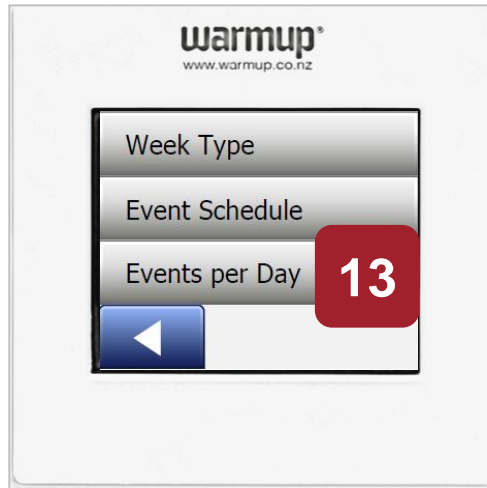 warmup®
www.warmup.co.nz
Week Type
Event Schedule
Events per Day
13